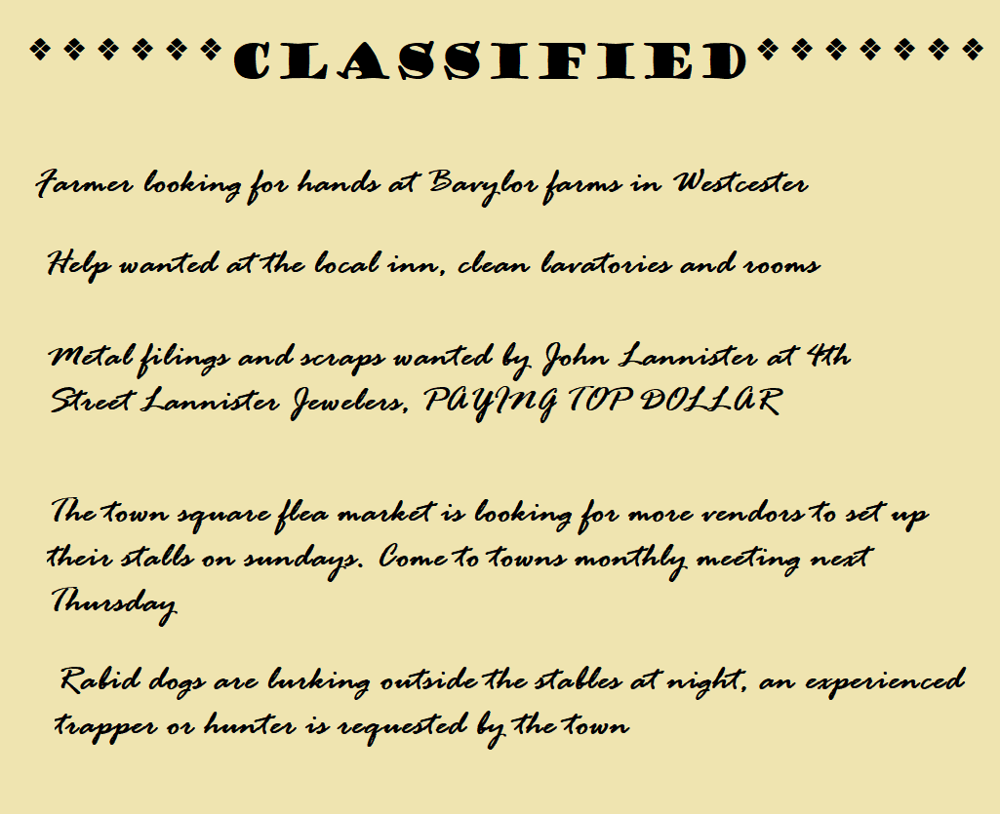 CLASSIFIED
Farmer looking for hands at Bavylor farms in Westcester
Help wanted at the local inn, clean lavatories and rooms
Metal filings and scraps wanted by John Lannister at 4th
Street Lannister Jewelers, PAYING TOP DOLLAR
The town square flea market is looking for more vendors to set up
their stalls on sundays. Come to towns monthly meeting next
Thursday
Rabid dogs are lurking outside the stables at night, an experienced
trapper or hunter is requested by the town